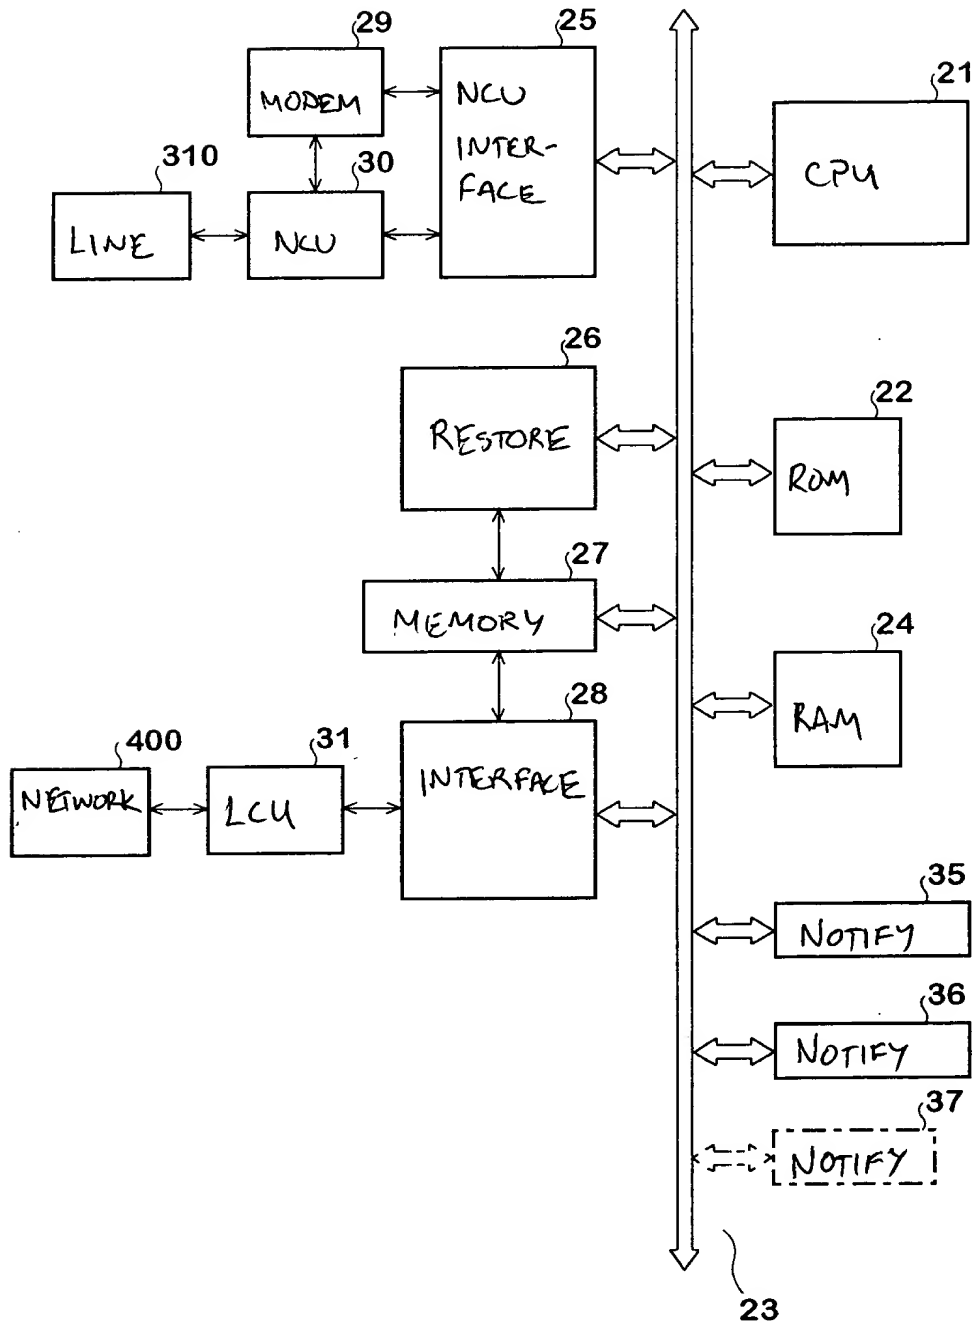 29
MODEM
25
NCU
INTER-
FACE
21
CPU
310
LINE
30
NCU
26
RESTORE
22
ROM
27
MEMORY
24
RAM
28
INTERFACE
31
LCU
400
NETWORK
35
NOTIFY
36
NOTIFY
37
NOTIFY
23